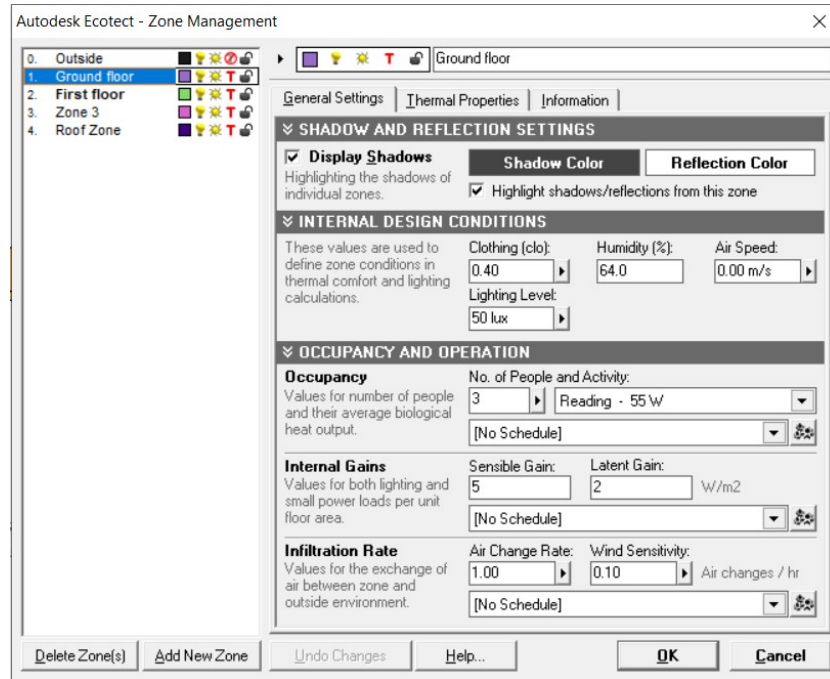 Autodesk Ecotect - Zone Management
0. Outside
1. Ground floor T
2. First floor T
3. Zone 3 T
4. Roof Zone T
T Ground floor
General Settings Thermal Properties Information
SHADOW AND REFLECTION SETTINGS
Display Shadows
Highlighting the shadows of
individual zones.
Shadow Color Reflection Color
Highlight shadows/reflections from this zone
INTERNAL DESIGN CONDITIONS
These values are used to
define zone conditions in
thermal comfort and lighting
calculations.
Clothing (clo): Humidity (%): Air Speed:
0.40 64.0 0.00 m/s
Lighting Level:
50 lux
OCCUPANCY AND OPERATION
Occupancy
Values for number of people
and their average biological
heat output.
No. of People and Activity:
3 Reading - 55 W
[No Schedule]
Internal Gains
Values for both lighting and
small power loads per unit
floor area.
Sensible Gain: Latent Gain:
5 2 W/m2
[No Schedule]
Infiltration Rate
Values for the exchange of
air between zone and
outside environment.
Air Change Rate: Wind Sensitivity:
1.00 0.10 Air changes / hr
[No Schedule]
Delete Zone(s) Add New Zone Undo Changes Help... OK Cancel